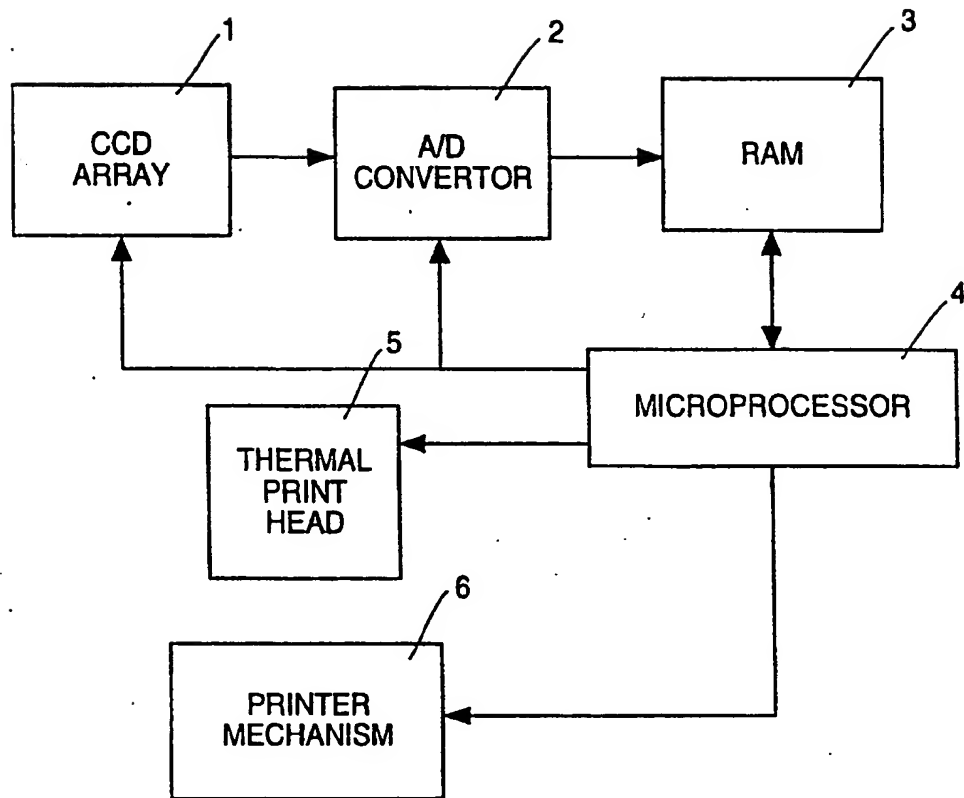 1
2
3
CCD
ARRAY
A/D
CONVERTOR
RAM
4
MICROPROCESSOR
5
THERMAL
PRINT
HEAD
6
PRINTER
MECHANISM